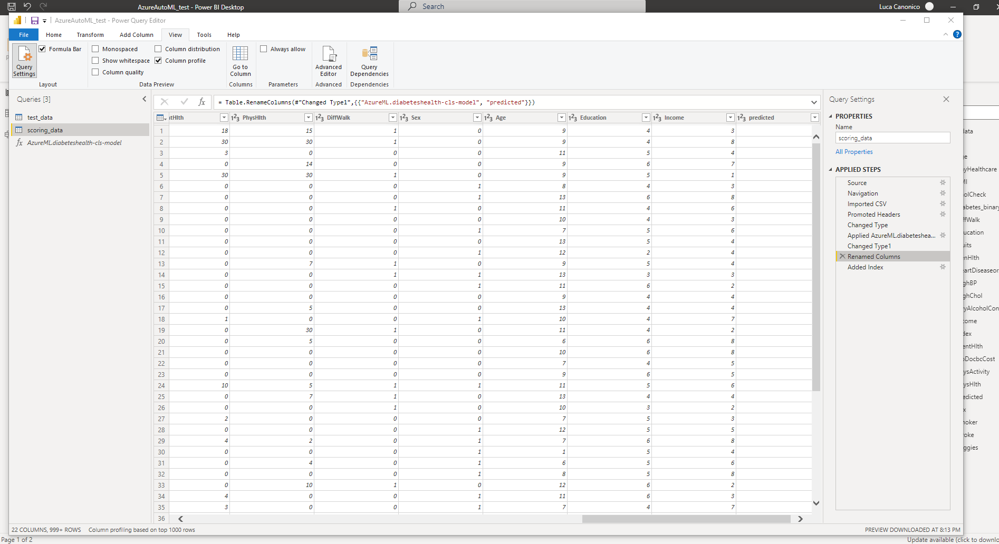 AzureAutoML_test - Power BI Desktop
Search
Luca Canonico
AzureAutoML_test - Power Query Editor
File Home Transform Add Column View Tools Help
Query Settings
Formula Bar
Layout
Monospaced
Show whitespace
Column quality
Column distribution
Column profile
Data Preview
Go to Column
Columns
Always allow
Parameters
Advanced Editor
Advanced
Query Dependencies
Dependencies
Queries [3]
test_data
scoring_data
fx AzureML.diabeteshealth-cls-model
fx
= Table.RenameColumns(#"Changed Type1",{{"AzureML.diabeteshealth-cls-model", "predicted"}})
ntHlth 123 PhysHlth 123 DiffWalk 123 Sex 123 Age 123 Education 123 Income 123 predicted
1 18 15 1 0 9 4 3
2 30 30 1 0 9 4 8
3 3 0 0 0 11 5 4
4 0 14 0 0 9 6 7
5 30 30 1 0 9 5 1
6 0 0 0 1 8 4 3
7 0 0 0 1 13 6 8
8 0 0 1 0 11 4 6
9 0 0 0 0 10 4 3
10 0 0 0 1 7 5 6
11 0 0 0 0 13 5 4
12 0 0 0 1 12 2 4
13 0 7 1 0 9 5 4
14 0 0 1 1 13 3 3
15 0 0 0 1 11 6 2
16 0 0 0 0 9 4 4
17 0 5 0 0 13 4 4
18 1 0 0 1 10 4 7
19 0 30 1 0 11 4 2
20 0 5 0 0 6 6 8
21 0 0 0 0 10 6 8
22 0 0 0 0 7 4 5
23 0 0 0 0 9 6 5
24 10 5 1 1 11 5 6
25 0 7 1 0 13 4 4
26 0 0 1 0 10 3 2
27 2 0 0 0 7 5 3
28 0 0 0 1 12 5 5
29 4 2 0 1 7 6 8
30 0 0 0 1 1 5 4
31 0 4 0 1 6 5 6
32 0 0 0 1 8 5 8
33 0 10 1 0 12 6 2
34 4 0 0 1 11 6 3
35 3 0 0 1 7 4 7
36
Query Settings
PROPERTIES
Name
scoring_data
All Properties
APPLIED STEPS
Source
Navigation
Imported CSV
Promoted Headers
Changed Type
Applied AzureML.diabeteshea...
Changed Type1
Renamed Columns
Added Index
ata
e
yHealthcare
MI
olCheck
abetes_binary
ffWalk
ucation
uits
enHlth
eartDiseaseor
ghBP
ghChol
vyAlcoholCon
come
dex
entHlth
oDocbcCost
ysActivity
ysHlth
edicted
x
noker
roke
ggies
22 COLUMNS, 999+ ROWS Column profiling based on top 1000 rows
PREVIEW DOWNLOADED AT 8:13 PM
Page 1 of 2
Update available (click to downlo